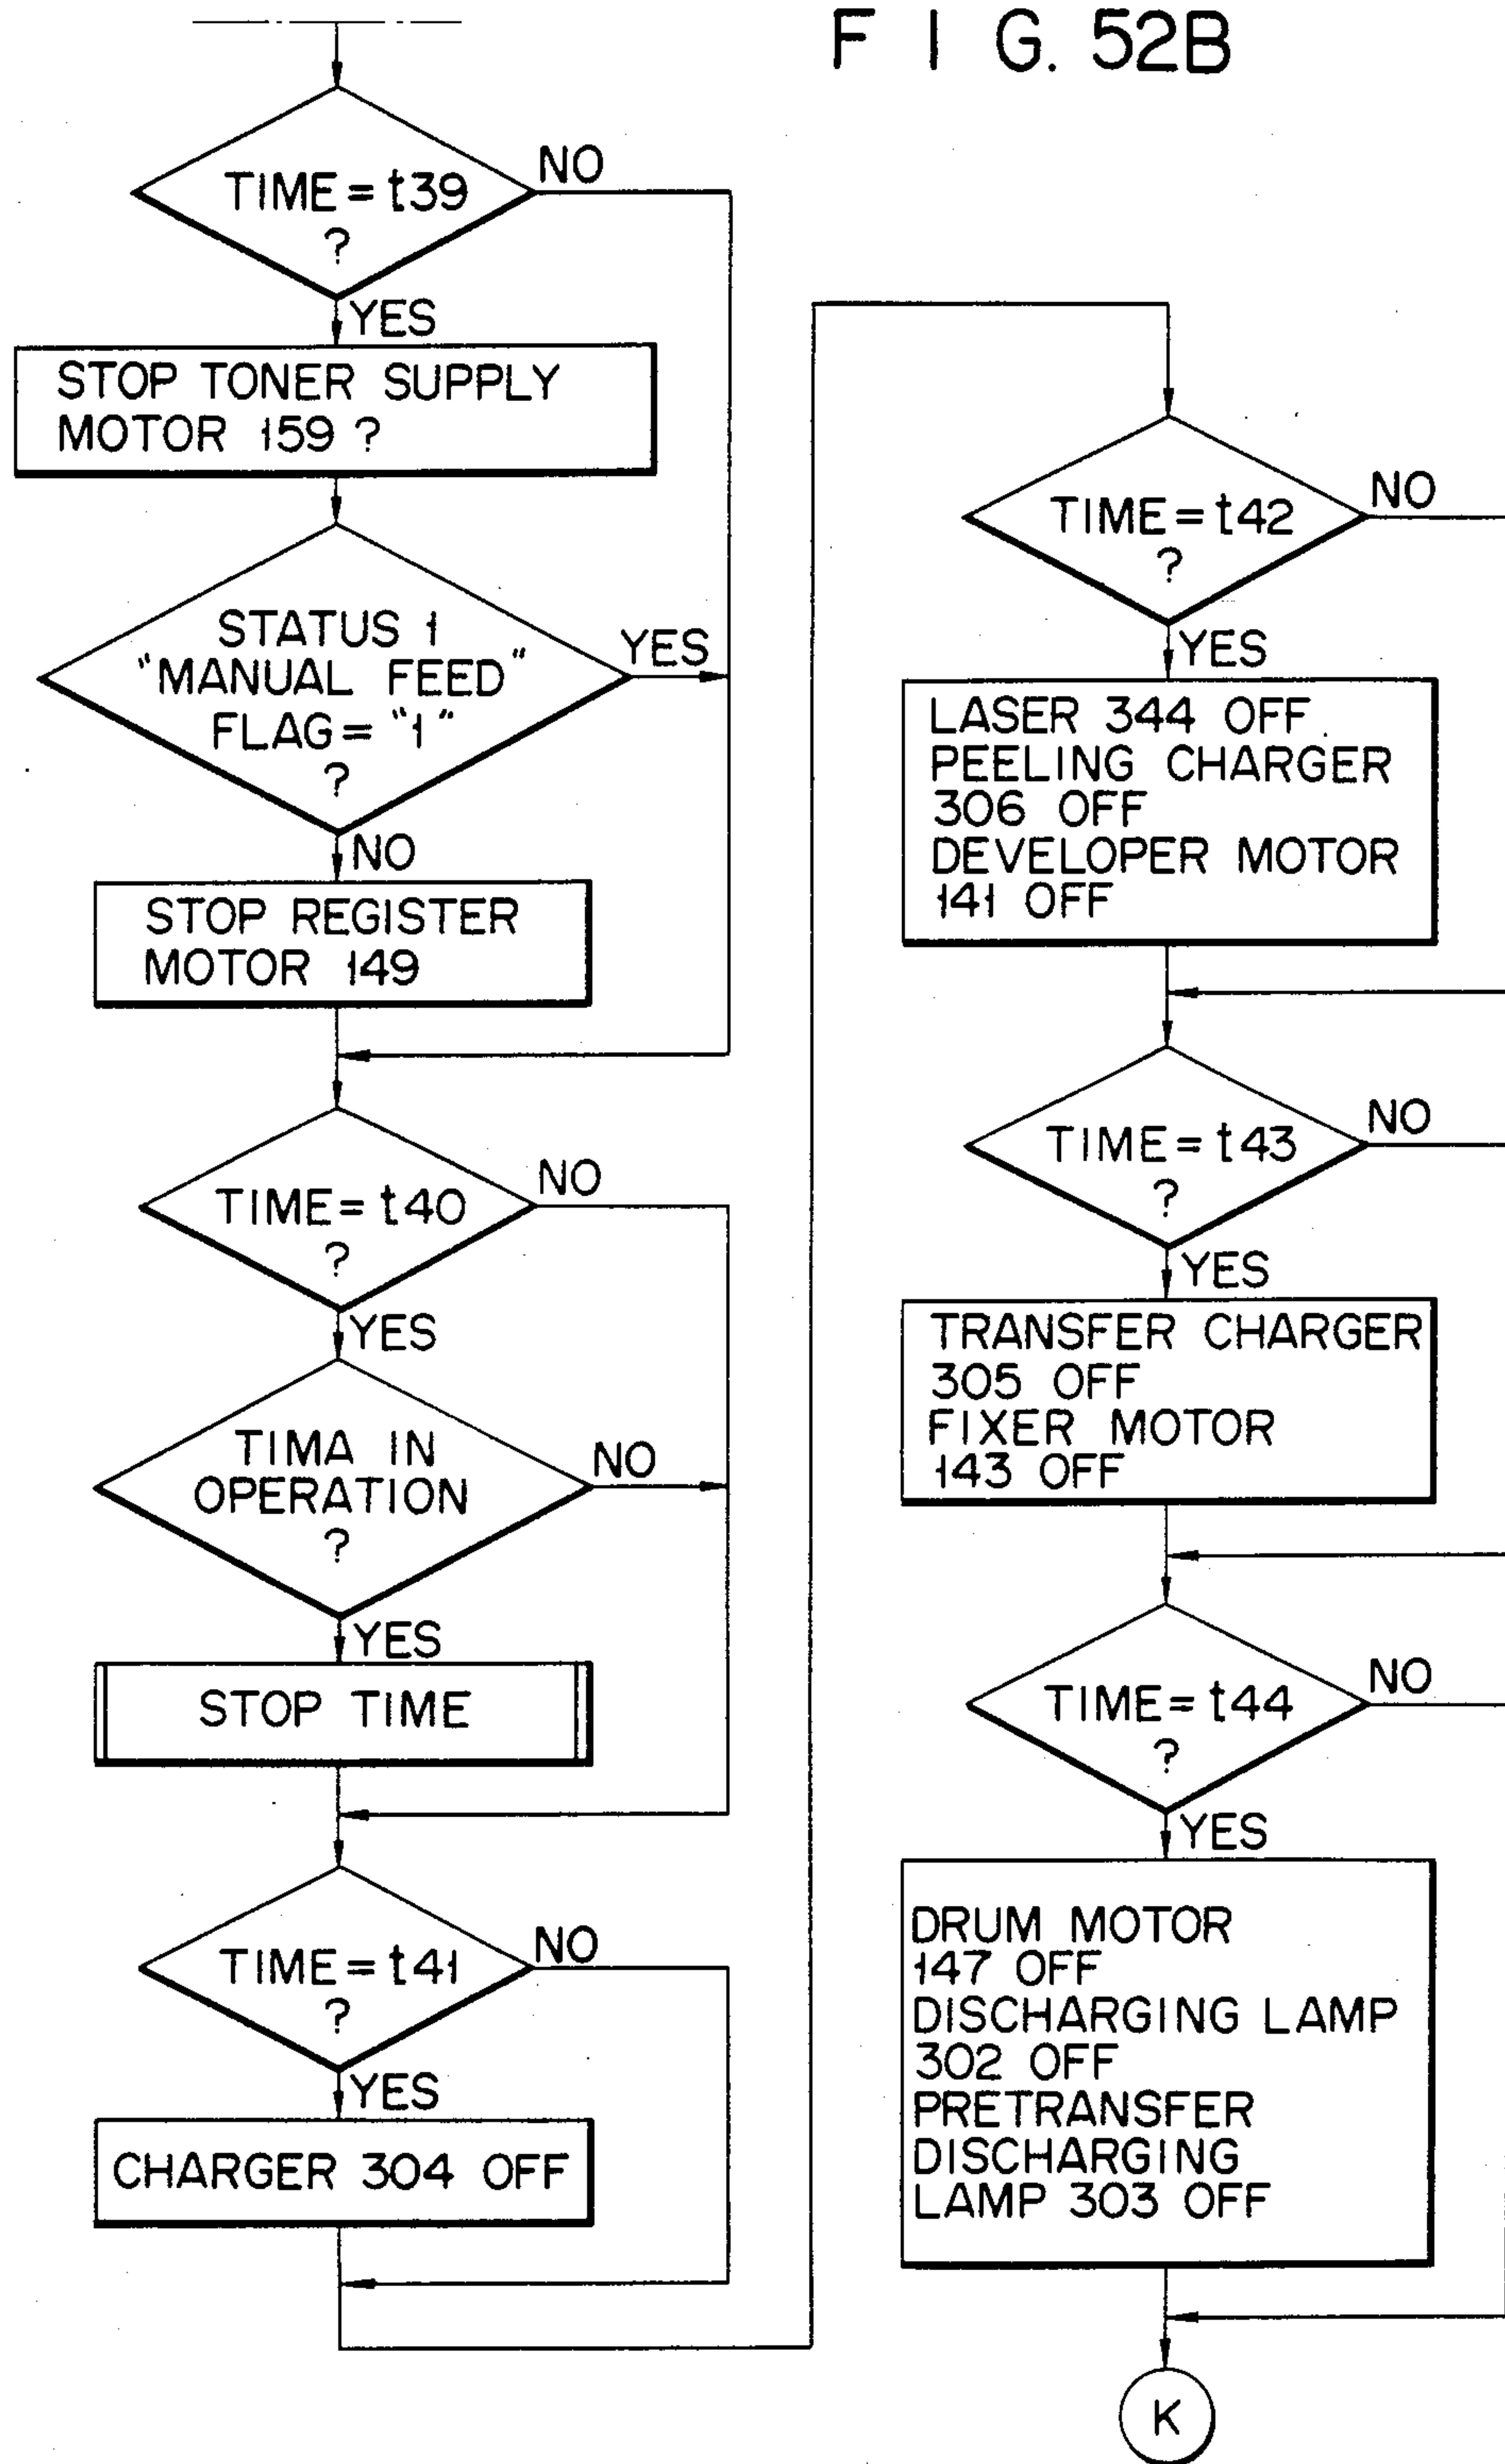 F I G. 52B
TIME = t39
?
NO
YES
STOP TONER SUPPLY
MOTOR 159 ?
STATUS 1
"MANUAL FEED"
FLAG = "1"
?
YES
NO
STOP REGISTER
MOTOR 149
TIME = t40
?
NO
YES
TIMA IN
OPERATION
?
NO
YES
STOP TIME
TIME = t41
?
NO
YES
CHARGER 304 OFF
TIME = t42
?
NO
YES
LASER 344 OFF
PEELING CHARGER
306 OFF
DEVELOPER MOTOR
141 OFF
TIME = t43
?
NO
YES
TRANSFER CHARGER
305 OFF
FIXER MOTOR
143 OFF
TIME = t44
?
NO
YES
DRUM MOTOR
147 OFF
DISCHARGING LAMP
302 OFF
PRETRANSFER
DISCHARGING
LAMP 303 OFF
K